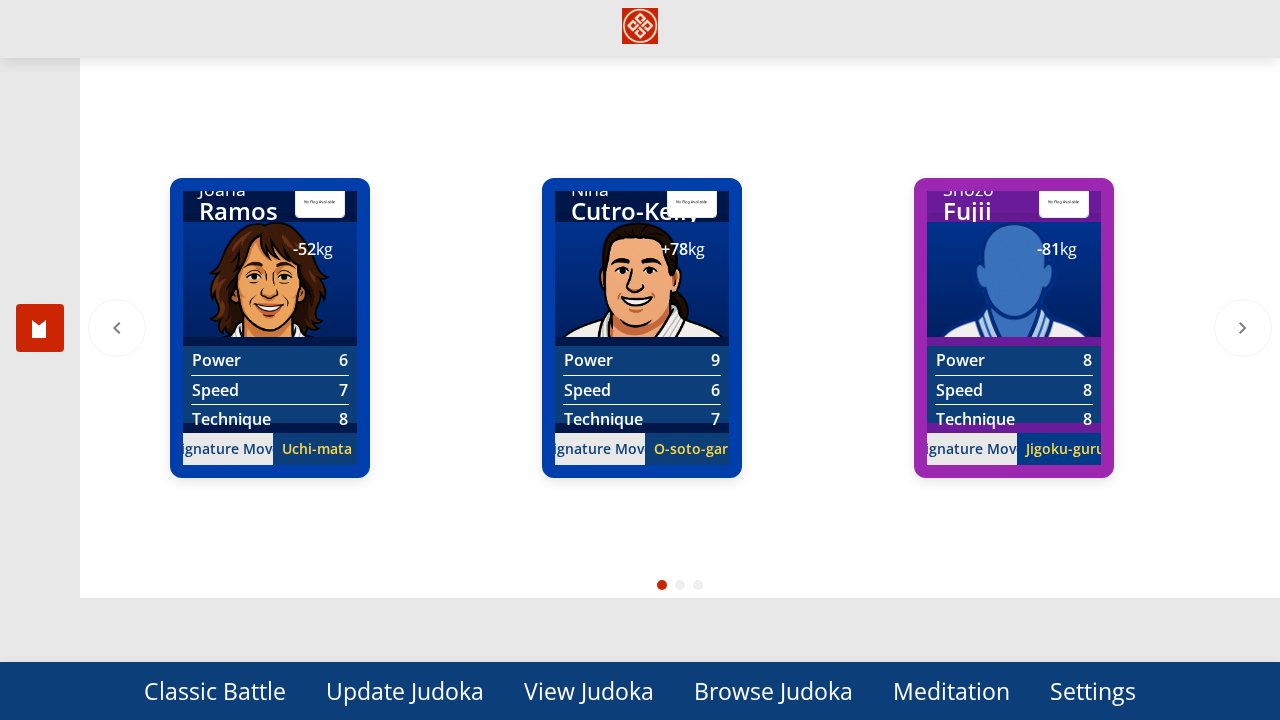 Joana
Ramos
No Flag Available
-52kg
Power 6
Speed 7
Technique 8
ignature Mov Uchi-mata
Nina
Cutro-Kelly
No Flag Available
+78kg
Power 9
Speed 6
Technique 7
ignature Mov O-soto-gar
Shozo
Fujii
No Flag Available
-81kg
Power 8
Speed 8
Technique 8
ignature Mov Jigoku-guru
Classic Battle Update Judoka View Judoka Browse Judoka Meditation Settings